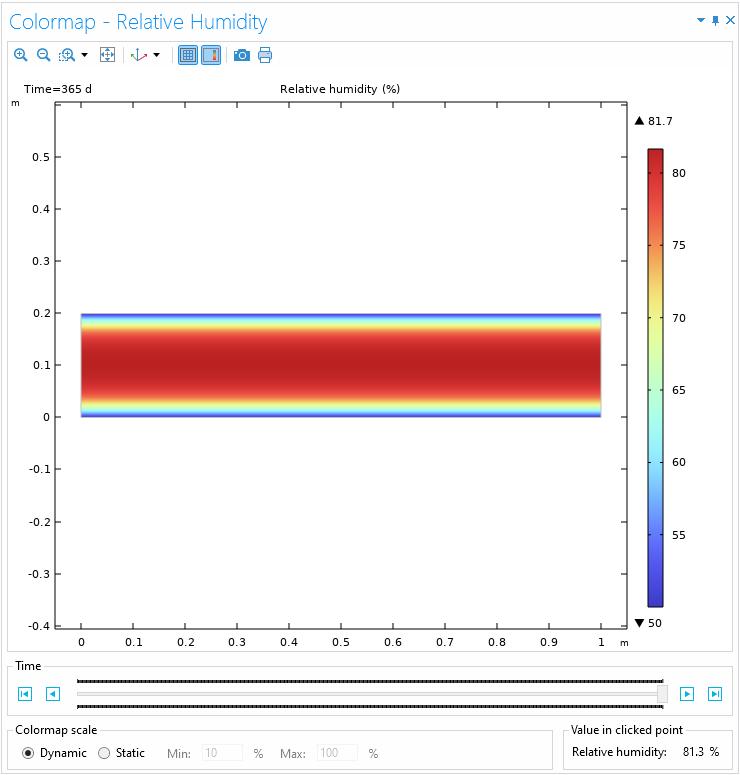 Colormap - Relative Humidity
Time=365 d
Relative humidity (%)
m
▲ 81.7
0.5
0.4
0.3
0.2
0.1
0
-0.1
-0.2
-0.3
-0.4
80
75
70
65
60
55
▼ 50
0 0.1 0.2 0.3 0.4 0.5 0.6 0.7 0.8 0.9 1 m
Time
Colormap scale
Dynamic Static Min: 10 % Max: 100 %
Value in clicked point
Relative humidity: 81.3 %